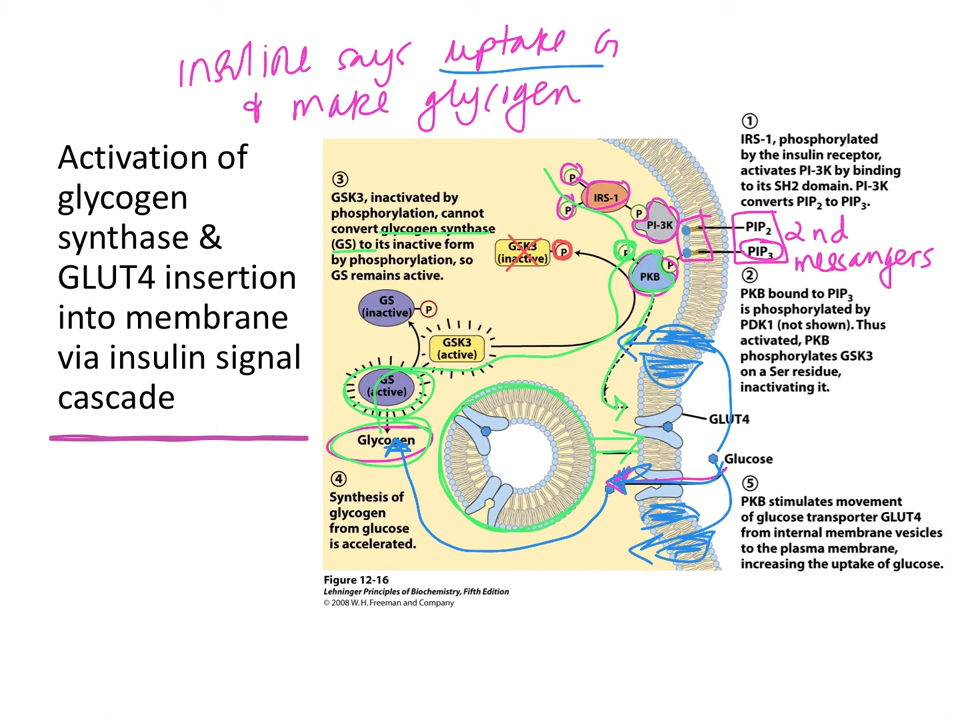 Insuline says uptake G
& make glycogen
Activation of
glycogen
synthase &
GLUT4 insertion
into membrane
via insulin signal
cascade
③
GSK3, inactivated by
phosphorylation, cannot
convert glycogen synthase
(GS) to its inactive form
by phosphorylation, so
GS remains active.
P
P
IRS-1
P
PI-3K
GSK3
(inactive)
P
P
P
PKB
GS
(inactive)
P
GSK3
(active)
GS
(active)
Glycogen
④
Synthesis of
glycogen
from glucose
is accelerated.
①
IRS-1, phosphorylated
by the insulin receptor,
activates PI-3K by binding
to its SH2 domain. PI-3K
converts PIP₂ to PIP₃.
PIP₂
PIP₃
2nd
messangers
②
PKB bound to PIP₃
is phosphorylated by
PDK1 (not shown). Thus
activated, PKB
phosphorylates GSK3
on a Ser residue,
inactivating it.
GLUT4
Glucose
⑤
PKB stimulates movement
of glucose transporter GLUT4
from internal membrane vesicles
to the plasma membrane,
increasing the uptake of glucose.
Figure 12-16
Lehninger Principles of Biochemistry, Fifth Edition
© 2008 W. H. Freeman and Company